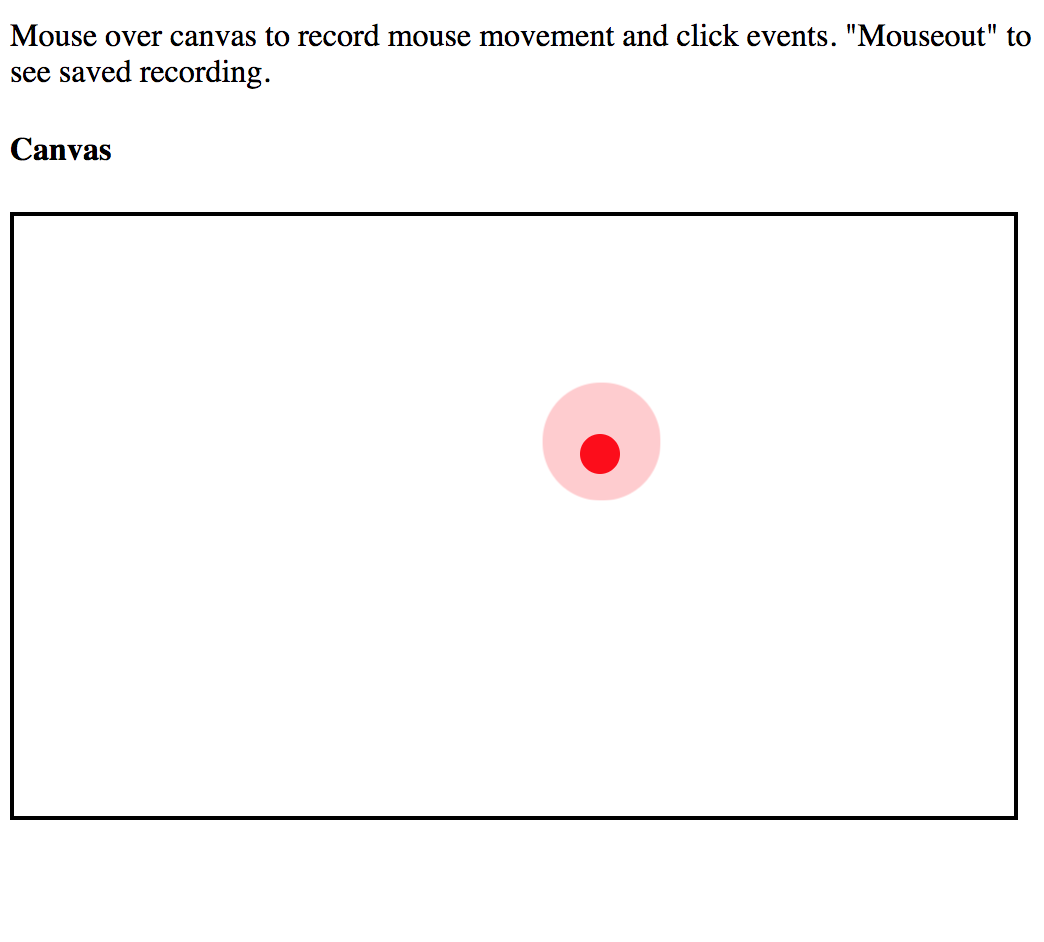 Mouse over canvas to record mouse movement and click events. "Mouseout" to
see saved recording.
Canvas